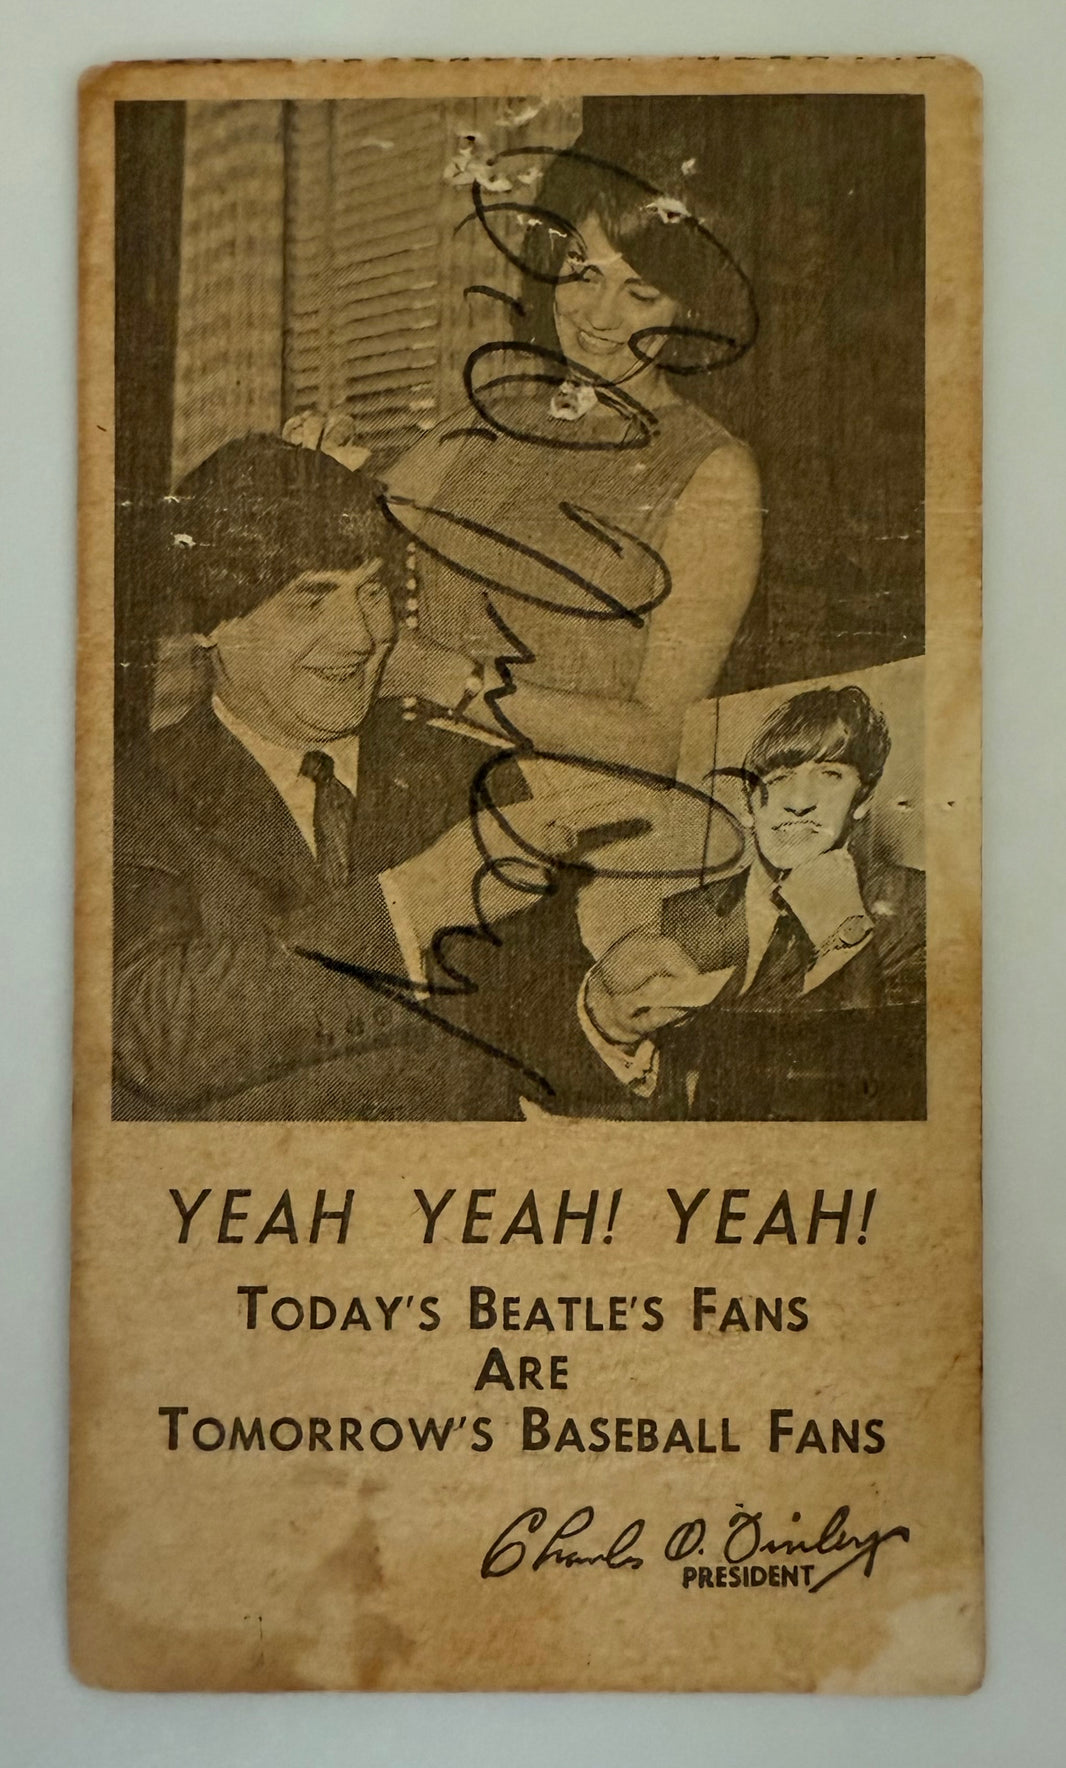 YEAH YEAH! YEAH!
TODAY'S BEATLE'S FANS
ARE
TOMORROW'S BASEBALL FANS
Charles O. Finley
PRESIDENT